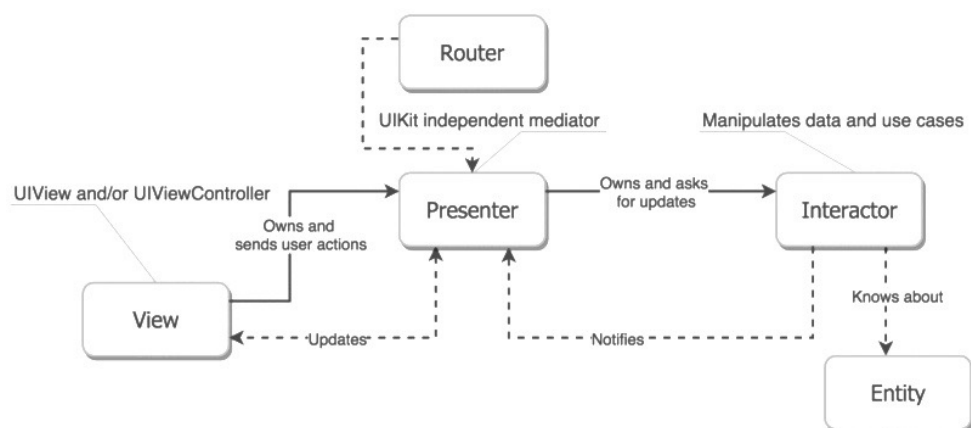 Router
UIKit independent mediator
Manipulates data and use cases
UIView and/or UIViewController
Presenter
Owns and asks
for updates
Interactor
Owns and
sends user actions
View
Updates
Notifies
Knows about
Entity